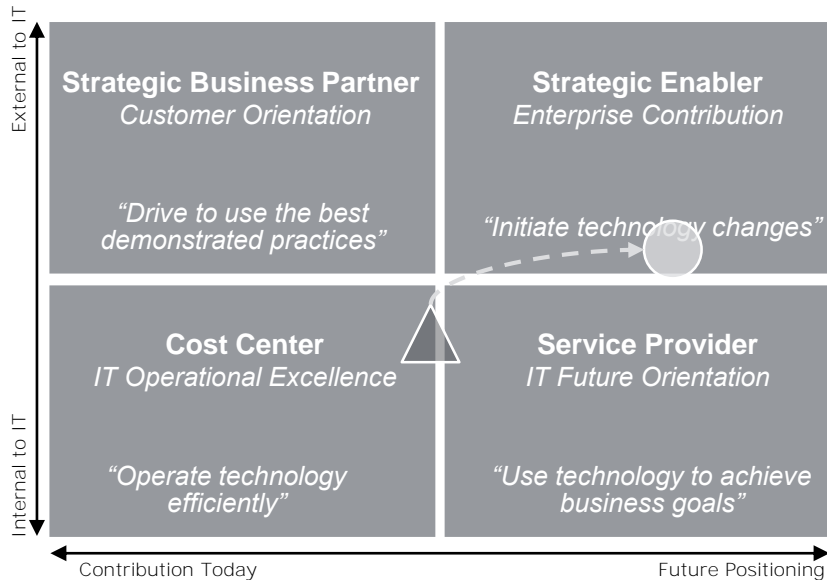 External to IT
Strategic Business Partner
Customer Orientation
“Drive to use the best
demonstrated practices”
Strategic Enabler
Enterprise Contribution
“Initiate technology changes”
Internal to IT
Cost Center
IT Operational Excellence
“Operate technology
efficiently”
Service Provider
IT Future Orientation
“Use technology to achieve
business goals”
Contribution Today
Future Positioning